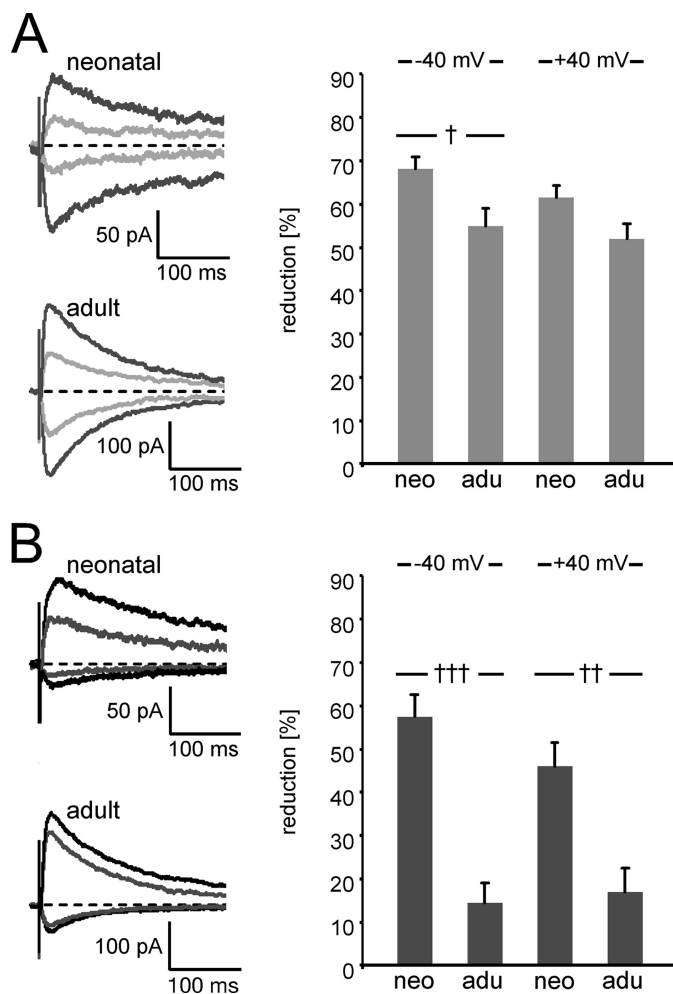 A
neonatal
50 pA
100 ms
adult
100 pA
100 ms
-40 mV +40 mV
reduction [%]
90
80
70
60
50
40
30
20
10
0
neo adu neo adu
†
B
neonatal
50 pA
100 ms
adult
100 pA
100 ms
-40 mV +40 mV
reduction [%]
90
80
70
60
50
40
30
20
10
0
neo adu neo adu
††† ††